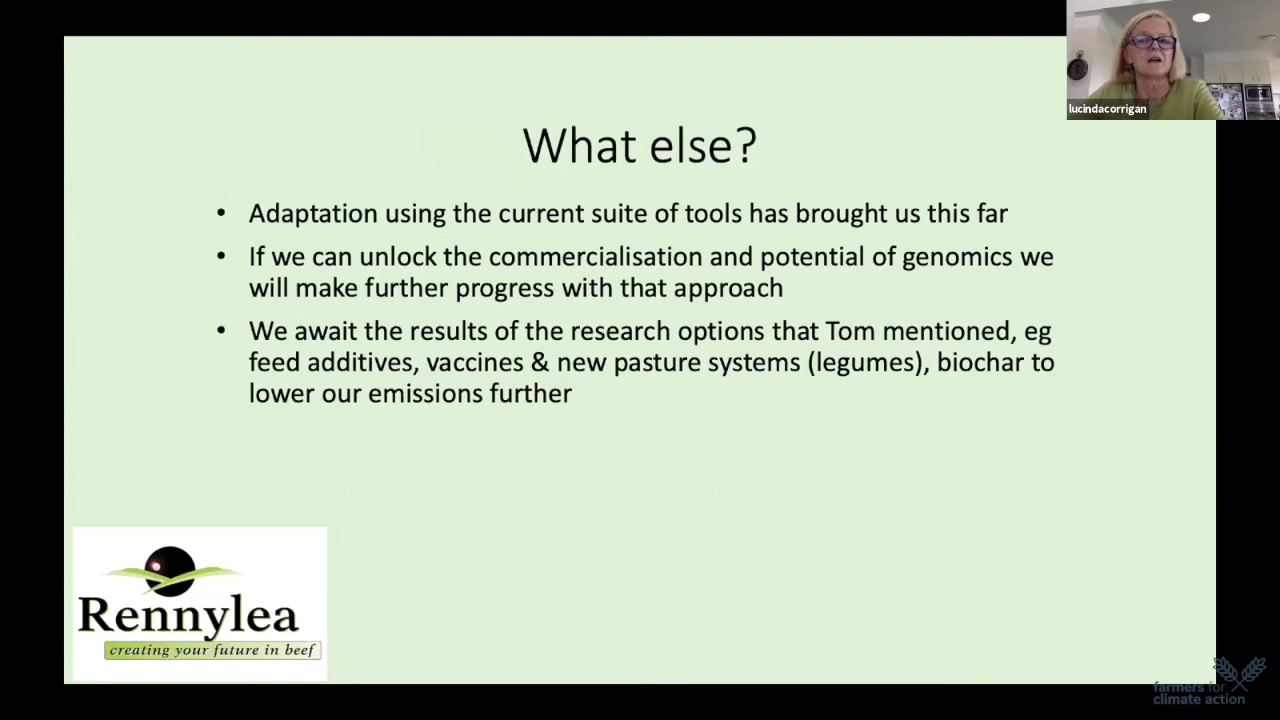 lucindacorrigan
What else?
• Adaptation using the current suite of tools has brought us this far
• If we can unlock the commercialisation and potential of genomics we
will make further progress with that approach
• We await the results of the research options that Tom mentioned, eg
feed additives, vaccines & new pasture systems (legumes), biochar to
lower our emissions further
Rennylea
creating your future in beef
farmers for
climate action